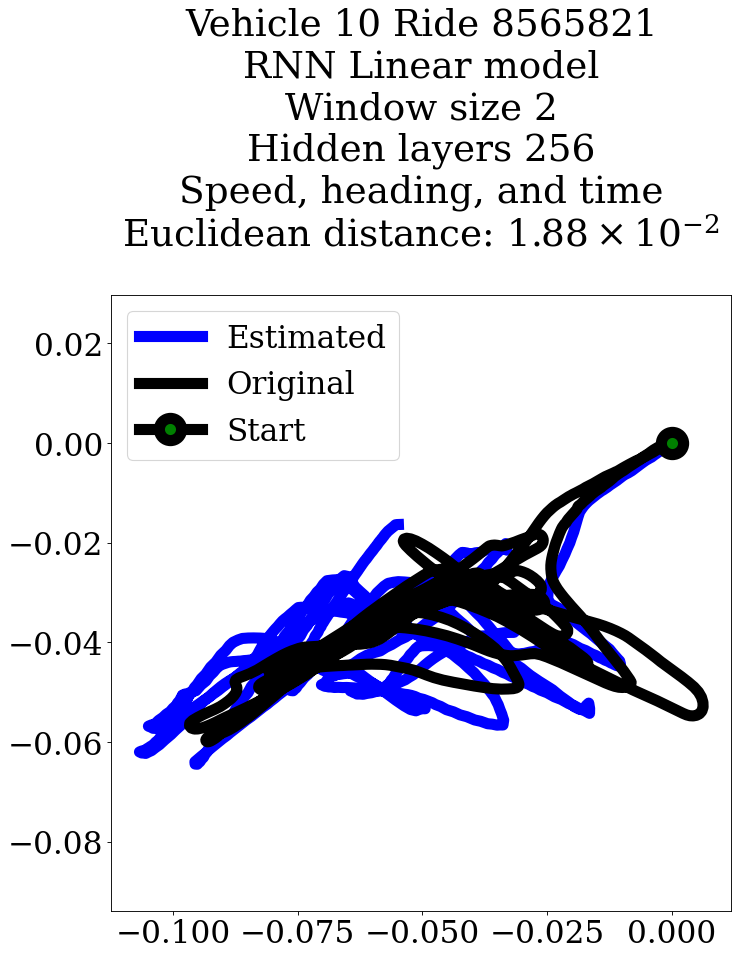 Vehicle 10 Ride 8565821
RNN Linear model
Window size 2
Hidden layers 256
Speed, heading, and time
Euclidean distance: 1.88 × 10⁻²
Estimated
Original
Start
0.02
0.00
−0.02
−0.04
−0.06
−0.08
−0.100 −0.075 −0.050 −0.025 0.000